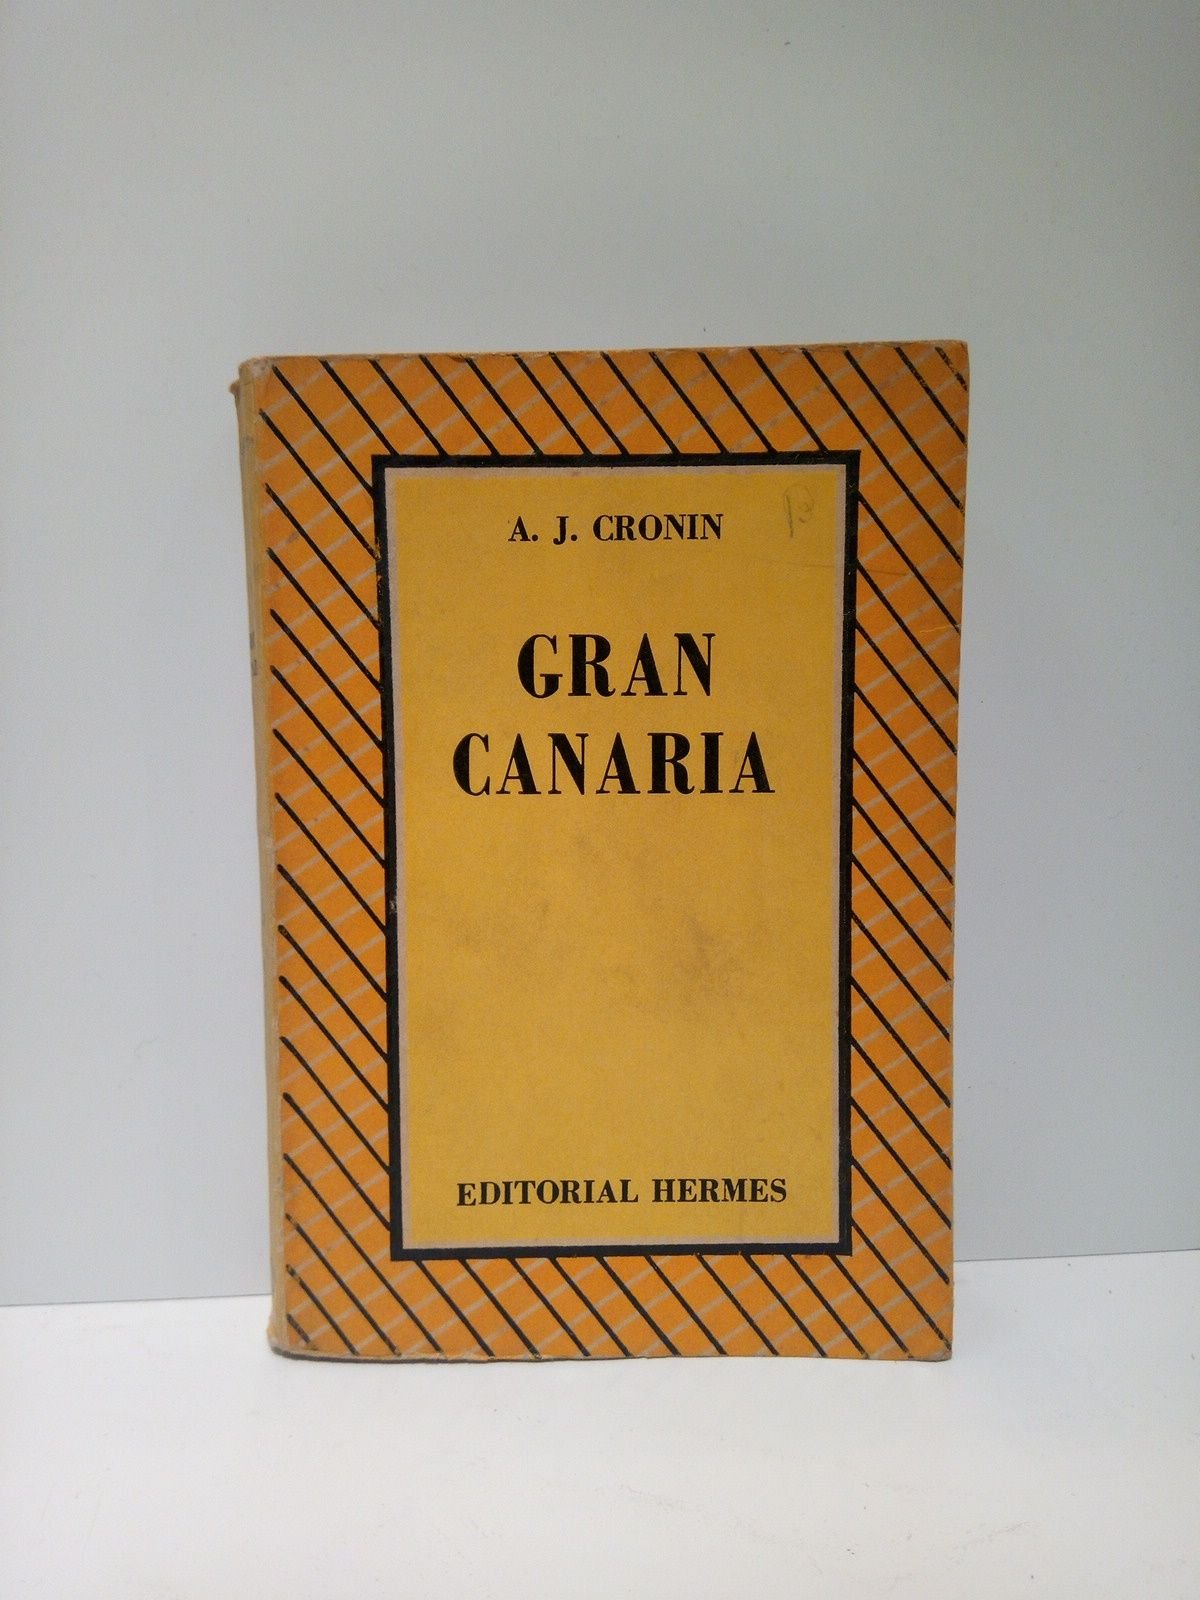 A. J. CRONIN
GRAN
CANARIA
EDITORIAL HERMES